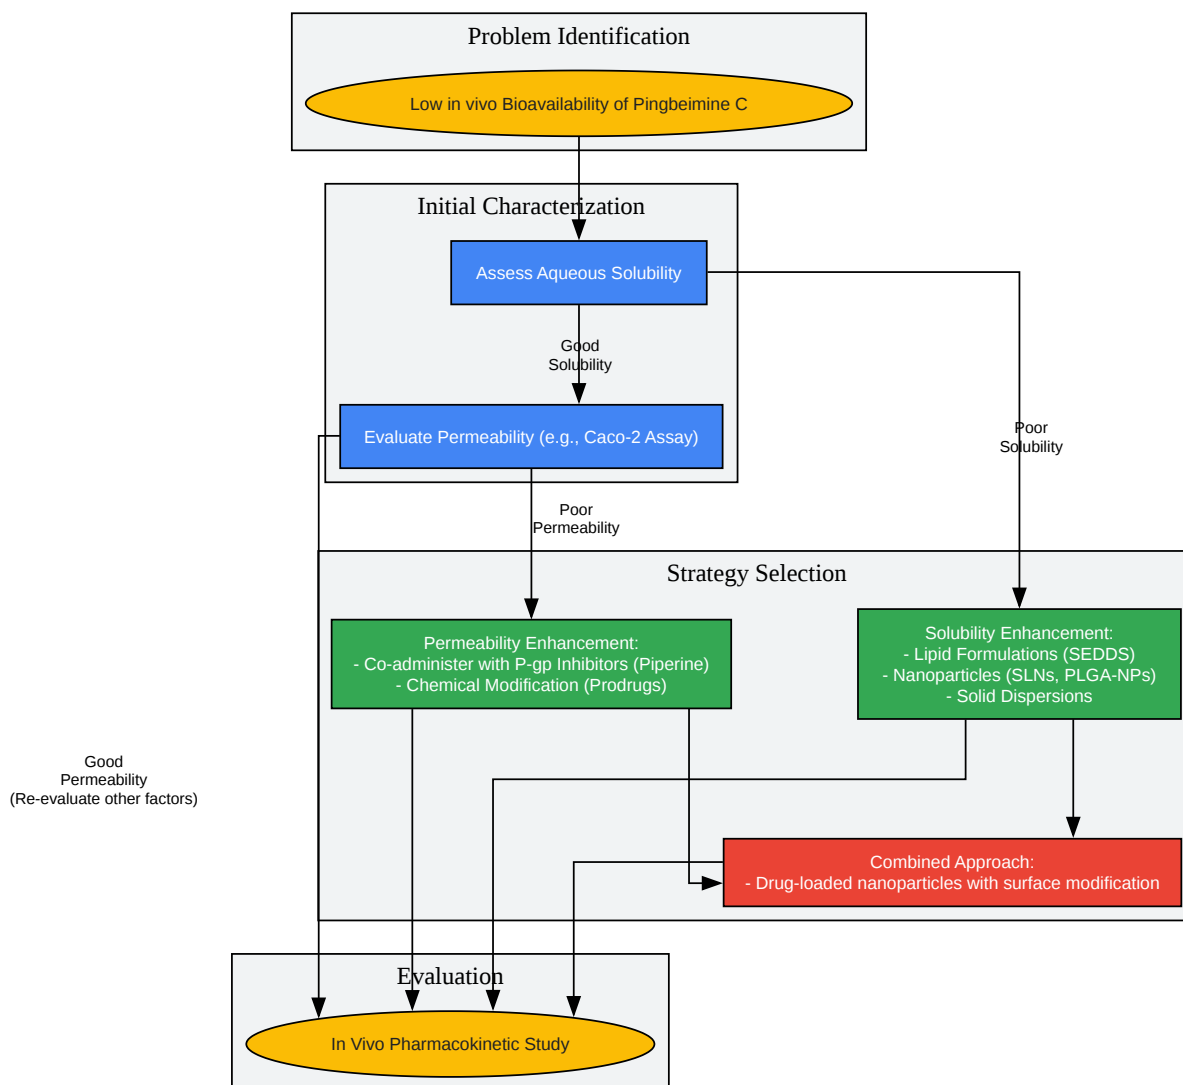 Problem Identification
Low in vivo Bioavailability of Pingbeimine C
Initial Characterization
Assess Aqueous Solubility
Good
Solubility
Evaluate Permeability (e.g., Caco-2 Assay)
Poor
Solubility
Poor
Permeability
Strategy Selection
Permeability Enhancement:
- Co-administer with P-gp Inhibitors (Piperine)
- Chemical Modification (Prodrugs)
Solubility Enhancement:
- Lipid Formulations (SEDDS)
- Nanoparticles (SLNs, PLGA-NPs)
- Solid Dispersions
Good
Permeability
(Re-evaluate other factors)
Combined Approach:
- Drug-loaded nanoparticles with surface modification
Evaluation
In Vivo Pharmacokinetic Study